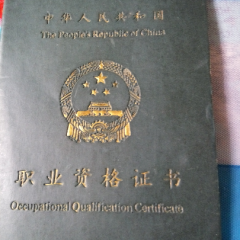 中华人民共和国
The People's Republic of China
职业资格证书
Occupational Qualification Certificate